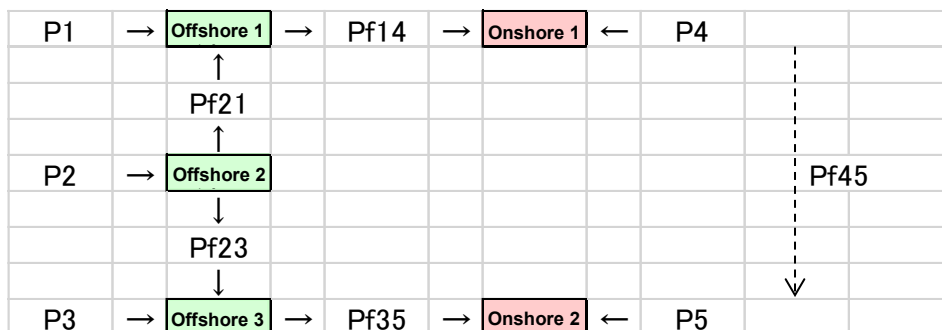 P1 → Offshore 1 → Pf14 → Onshore 1 ← P4
↑
Pf21
↑
P2 → Offshore 2 Pf45
↓
Pf23
↓
P3 → Offshore 3 → Pf35 → Onshore 2 ← P5